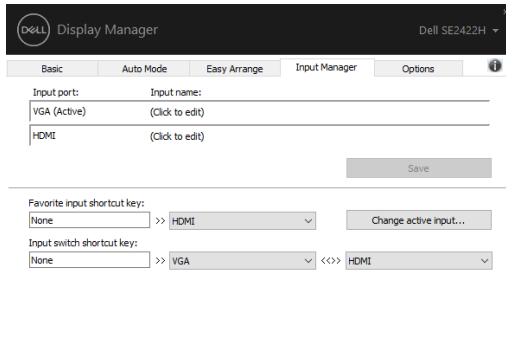 DELL Display Manager Dell SE2422H
Basic Auto Mode Easy Arrange Input Manager Options
Input port: Input name:
VGA (Active) (Click to edit)
HDMI (Click to edit)
Save
Favorite input shortcut key:
None >> HDMI Change active input...
Input switch shortcut key:
None >> VGA <<>> HDMI